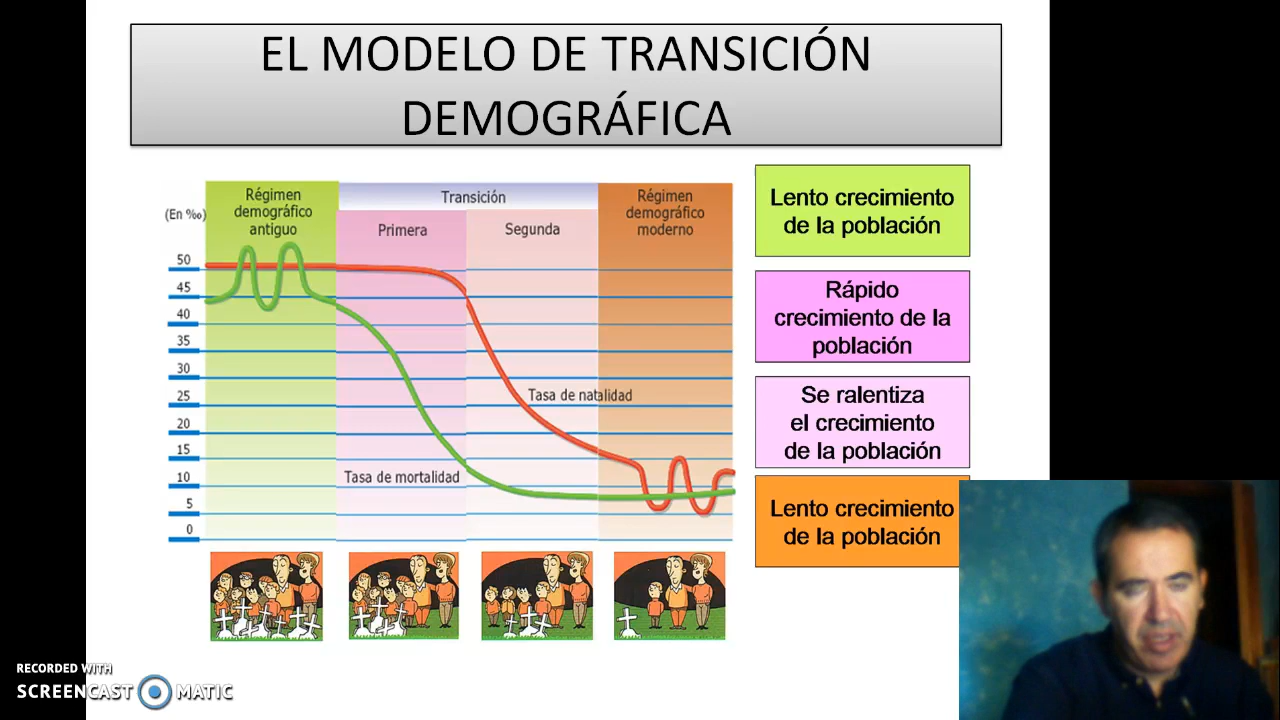 EL MODELO DE TRANSICIÓN
DEMOGRÁFICA
(En ‰)
Régimen
demográfico
antiguo
Transición
Primera
Segunda
Régimen
demográfico
moderno
50
45
40
35
30
25
20
15
10
5
0
Tasa de natalidad
Tasa de mortalidad
Lento crecimiento
de la población
Rápido
crecimiento de la
población
Se ralentiza
el crecimiento
de la población
Lento crecimiento
de la población
RECORDED WITH
SCREENCAST MATIC